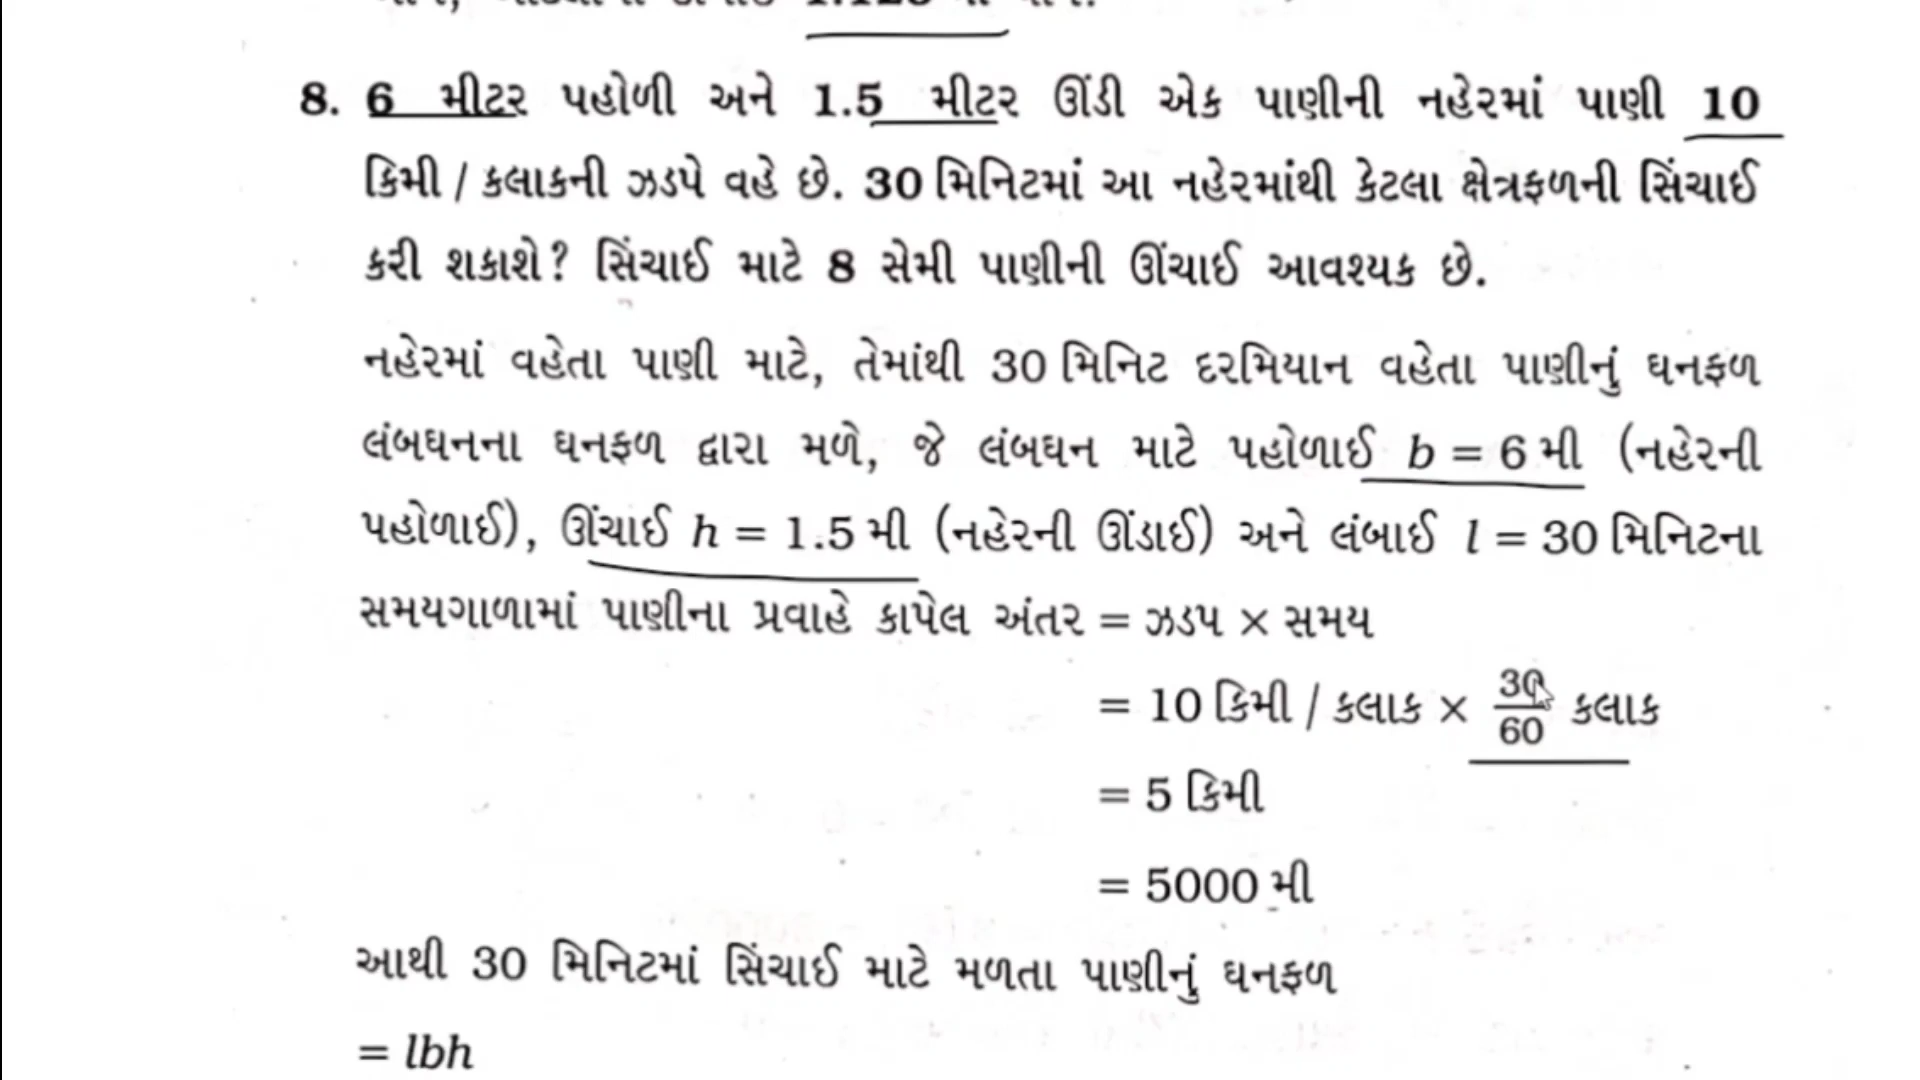 8. 6 મીટર પહોળી અને 1.5 મીટર ઊંડી એક પાણીની નહેરમાં પાણી 10
કિમી / કલાકની ઝડપે વહે છે. 30 મિનિટમાં આ નહેરમાંથી કેટલા ક્ષેત્રફળની સિંચાઈ
કરી શકાશે? સિંચાઈ માટે 8 સેમી પાણીની ઊંચાઈ આવશ્યક છે.
નહેરમાં વહેતા પાણી માટે, તેમાંથી 30 મિનિટ દરમિયાન વહેતા પાણીનું ઘનફળ
લંબઘનના ઘનફળ દ્વારા મળે, જે લંબઘન માટે પહોળાઈ b = 6 મી (નહેરની
પહોળાઈ), ઊંચાઈ h = 1.5 મી (નહેરની ઊંડાઈ) અને લંબાઈ l = 30 મિનિટના
સમયગાળામાં પાણીના પ્રવાહે કાપેલ અંતર = ઝડપ × સમય
= 10 કિમી / કલાક × 30/60 કલાક
= 5 કિમી
= 5000 મી
આથી 30 મિનિટમાં સિંચાઈ માટે મળતા પાણીનું ઘનફળ
= lbh